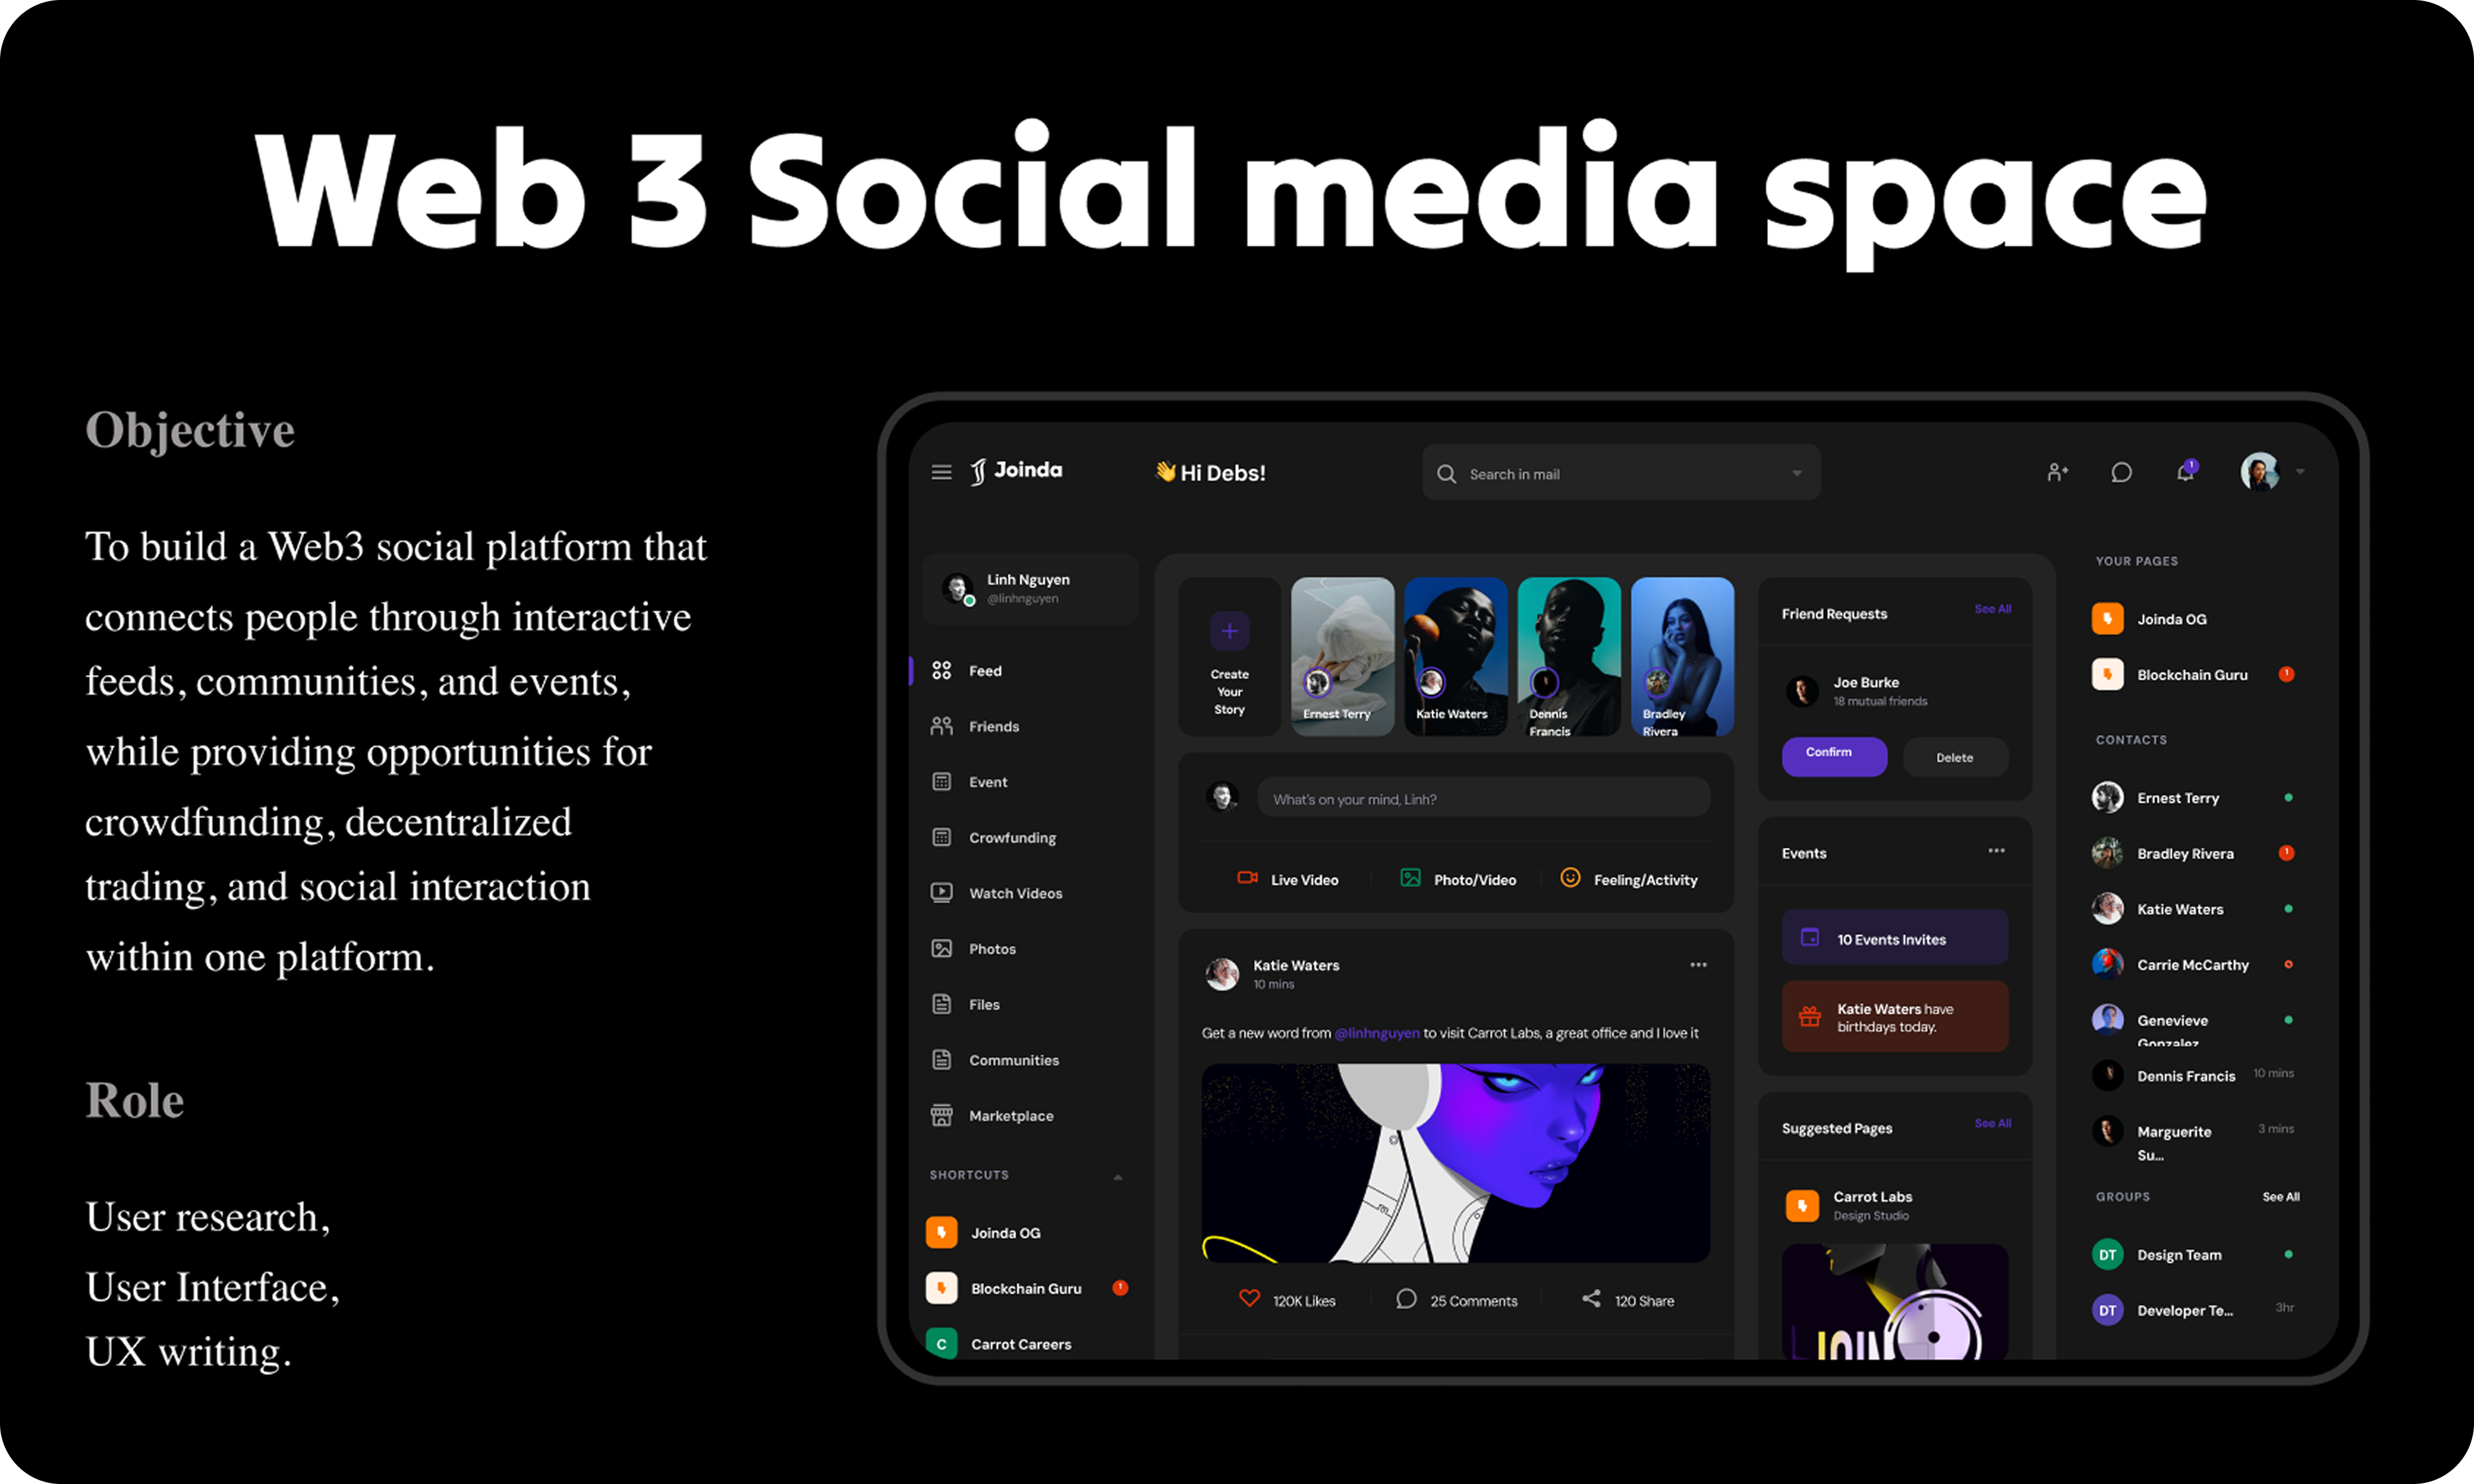 Web 3 Social media space
Objective
To build a Web3 social platform that
connects people through interactive
feeds, communities, and events,
while providing opportunities for
crowdfunding, decentralized
trading, and social interaction
within one platform.
Role
User research,
User Interface,
UX writing.
Joinda
👋 Hi Debs!
Search in mail
1
Linh Nguyen
@linhnguyen
Feed
Friends
Event
Crowfunding
Watch Videos
Photos
Files
Communities
Marketplace
SHORTCUTS
Joinda OG
Blockchain Guru
1
C
Carrot Careers
Create
Your
Story
Ernest Terry
Katie Waters
Dennis
Francis
Bradley
Rivera
What's on your mind, Linh?
Live Video
Photo/Video
Feeling/Activity
Katie Waters
10 mins
Get a new word from @linhnguyen to visit Carrot Labs, a great office and I love it
120K Likes
25 Comments
120 Share
Friend Requests
See All
Joe Burke
18 mutual friends
Confirm
Delete
Events
10 Events Invites
Katie Waters have
birthdays today.
Suggested Pages
See All
Carrot Labs
Design Studio
JOIN
YOUR PAGES
Joinda OG
Blockchain Guru
1
CONTACTS
Ernest Terry
Bradley Rivera
1
Katie Waters
Carrie McCarthy
Genevieve
Gonzalez
Dennis Francis
10 mins
Marguerite
Su...
3 mins
GROUPS
See All
DT
Design Team
DT
Developer Te...
3hr